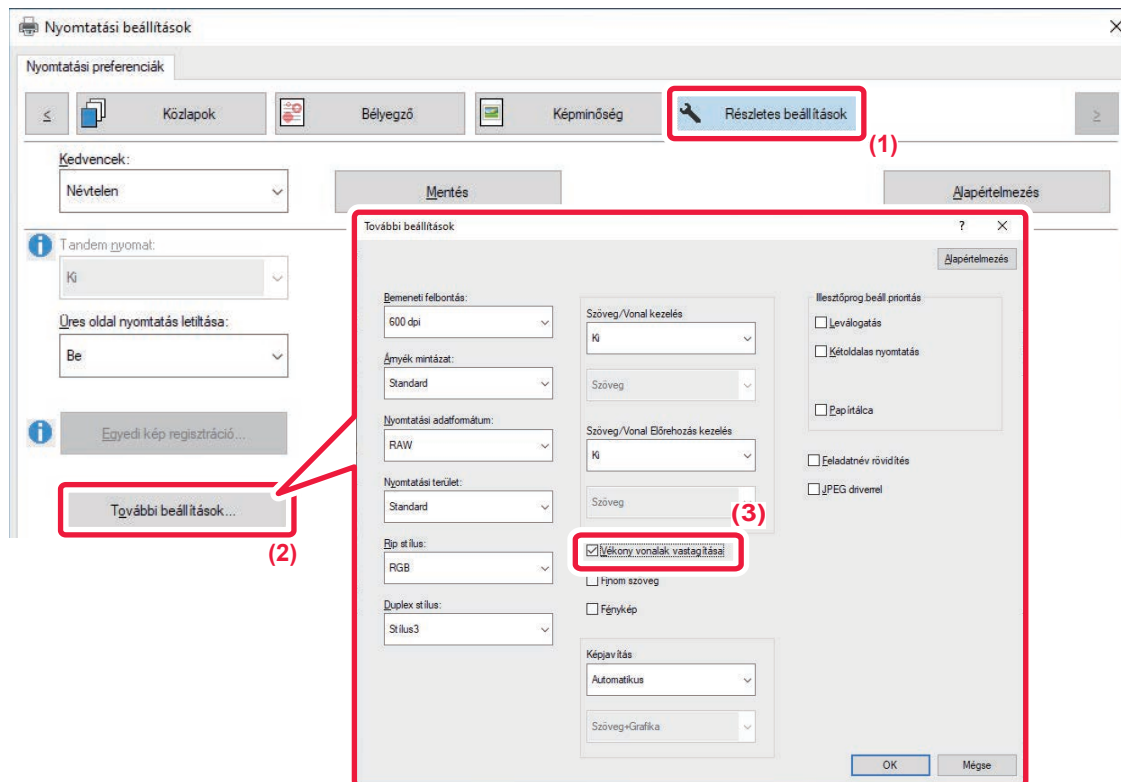 Nyomtatási beállítások
Nyomtatási preferenciák
<
Közlapok
Bélyegző
Képminőség
Részletes beállítások
>
(1)
Kedvencek:
Névtelen
Mentés
Alapértelmezés
Tandem nyomat:
Ki
Üres oldal nyomtatás letiltása:
Be
Egyedi kép regisztráció...
További beállítások...
(2)
További beállítások
?
Alapértelmezés
Bemeneti felbontás:
600 dpi
Árnyék mintázat:
Standard
Nyomtatási adatformátum:
RAW
Nyomtatási terület:
Standard
Rip stílus:
RGB
Duplex stílus:
Stílus3
Szöveg/Vonal kezelés
Ki
Szöveg
Szöveg/Vonal Előrehozás kezelés
Ki
Szöveg
(3)
Vékony vonalak vastagítása
Finom szöveg
Fénykép
Képjavítás
Automatikus
Szöveg+Grafika
Illesztőprog.beáll.prioritás
Leválogatás
Kétoldalas nyomtatás
Papírtálca
Feladatnév rövidítés
JPEG driverrel
OK
Mégse